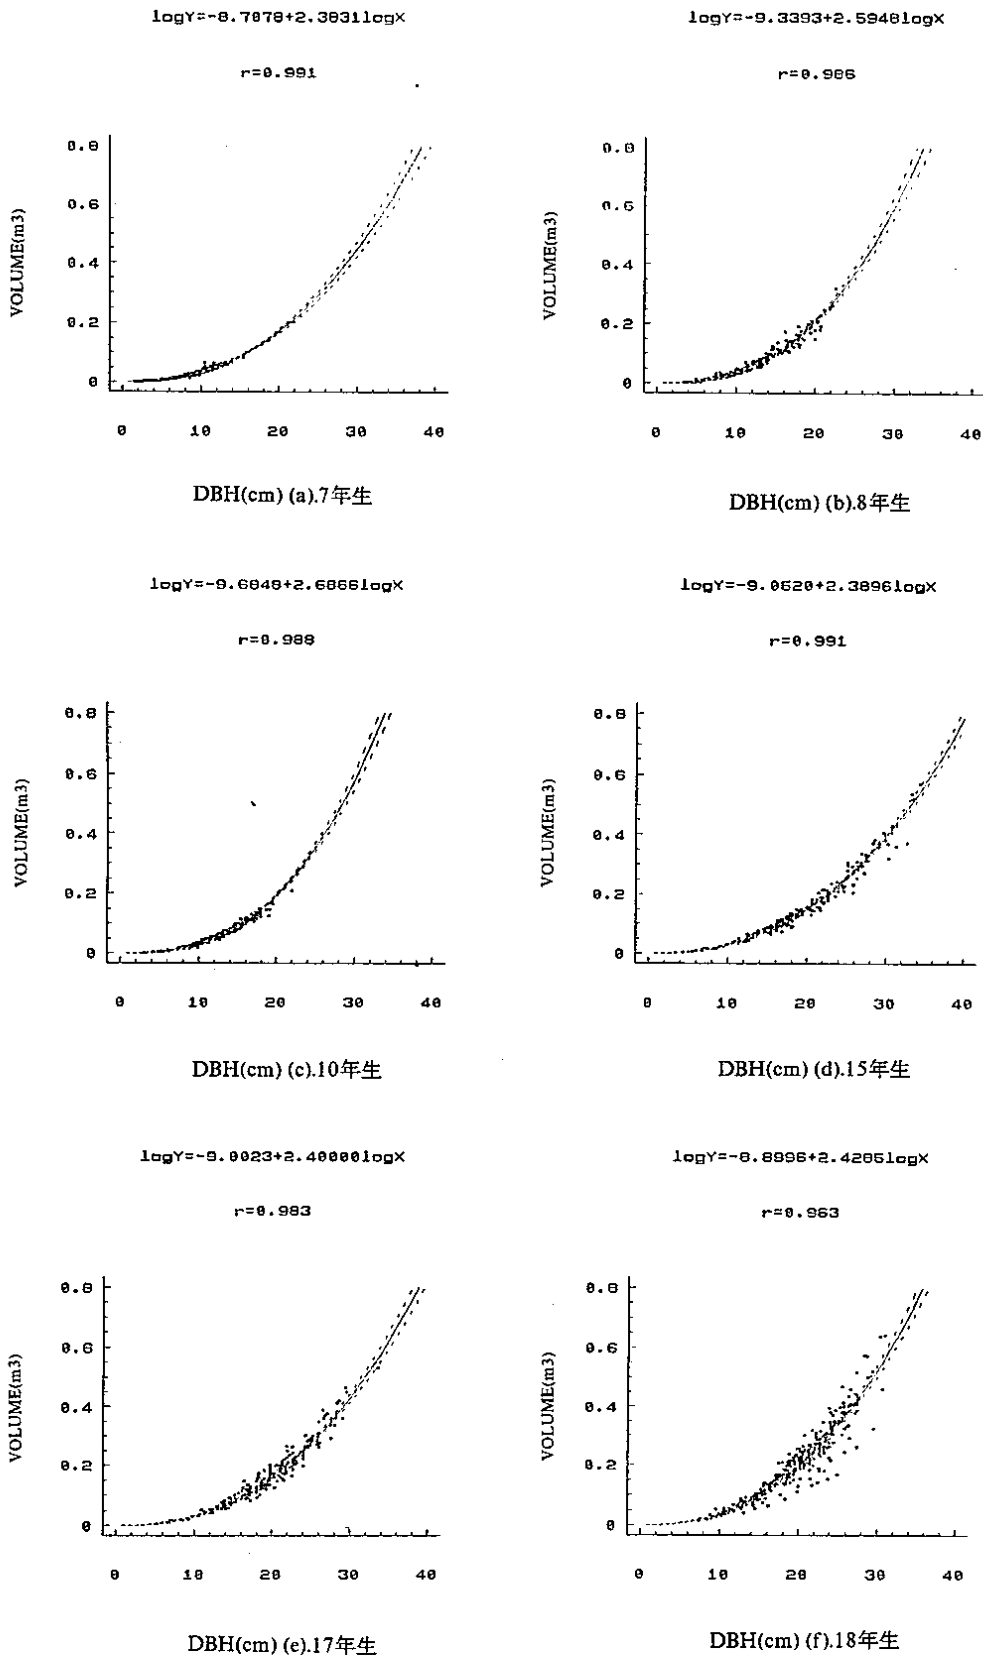 logY=-8.7878+2.3831logX
r=0.991
VOLUME(m3)
0.8
0.6
0.4
0.2
0
0 10 20 30 40
DBH(cm) (a).7年生
logY=-9.3393+2.5948logX
r=0.986
VOLUME(m3)
0.8
0.6
0.4
0.2
0
0 10 20 30 40
DBH(cm) (b).8年生
logY=-9.6848+2.6866logX
r=0.988
VOLUME(m3)
0.8
0.6
0.4
0.2
0
0 10 20 30 40
DBH(cm) (c).10年生
logY=-9.0620+2.3896logX
r=0.991
VOLUME(m3)
0.8
0.6
0.4
0.2
0
0 10 20 30 40
DBH(cm) (d).15年生
logY=-9.0023+2.40000logX
r=0.983
VOLUME(m3)
0.8
0.6
0.4
0.2
0
0 10 20 30 40
DBH(cm) (e).17年生
logY=-8.8996+2.4285logX
r=0.963
VOLUME(m3)
0.8
0.6
0.4
0.2
0
0 10 20 30 40
DBH(cm) (f).18年生